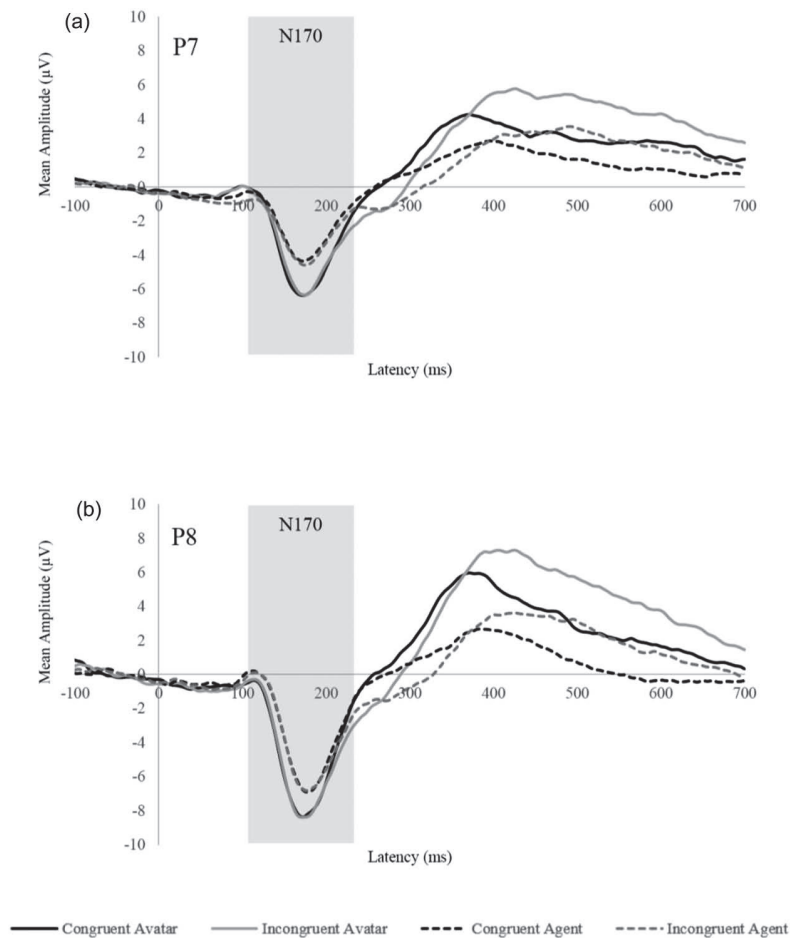 (a)
P7
N170
Mean Amplitude (µV)
10
8
6
4
2
0
-2
-4
-6
-8
-10
-100 0 100 200 300 400 500 600 700
Latency (ms)
(b)
P8
N170
Mean Amplitude (µV)
10
8
6
4
2
0
-2
-4
-6
-8
-10
-100 0 100 200 300 400 500 600 700
Latency (ms)
Congruent Avatar Incongruent Avatar Congruent Agent Incongruent Agent